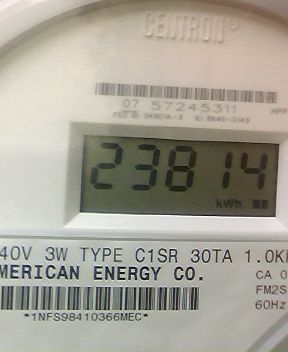 CENTRON®
07 57245311
23814
kWh
40V 3W TYPE C1SR 30TA 1.0K
MERICAN ENERGY CO.
CA 0
FM2S
60Hz
*1NFS98410366MEC*